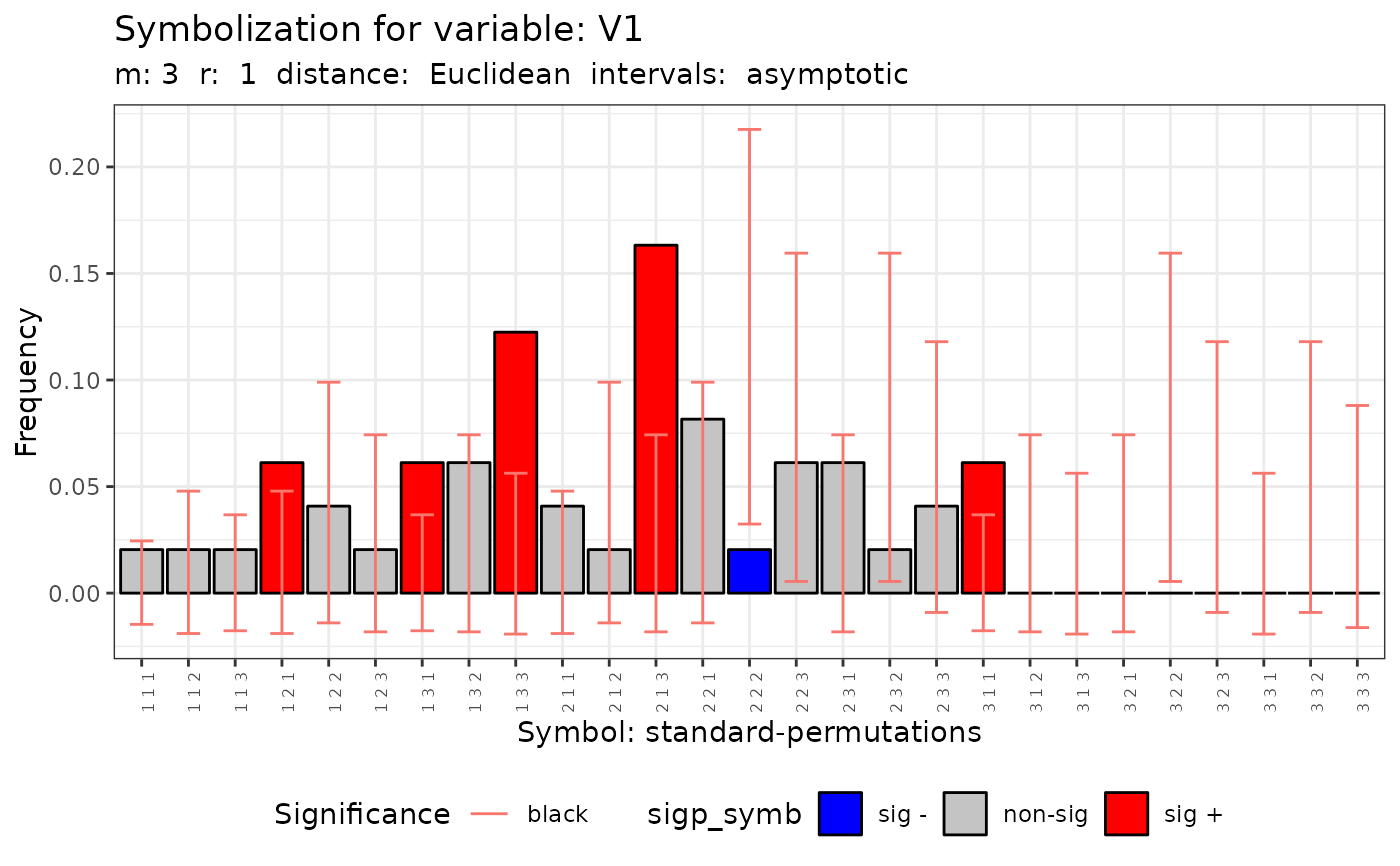 Symbolization for variable: V1
m: 3 r: 1 distance: Euclidean intervals: asymptotic
Frequency
0.20
0.15
0.10
0.05
0.00
1 1 1
1 1 2
1 1 3
1 2 1
1 2 2
1 2 3
1 3 1
1 3 2
1 3 3
2 1 1
2 1 2
2 1 3
2 2 1
2 2 2
2 2 3
2 3 1
2 3 2
2 3 3
3 1 1
3 1 2
3 1 3
3 2 1
3 2 2
3 2 3
3 3 1
3 3 2
3 3 3
Symbol: standard-permutations
Significance black sigp_symb sig - non-sig sig +